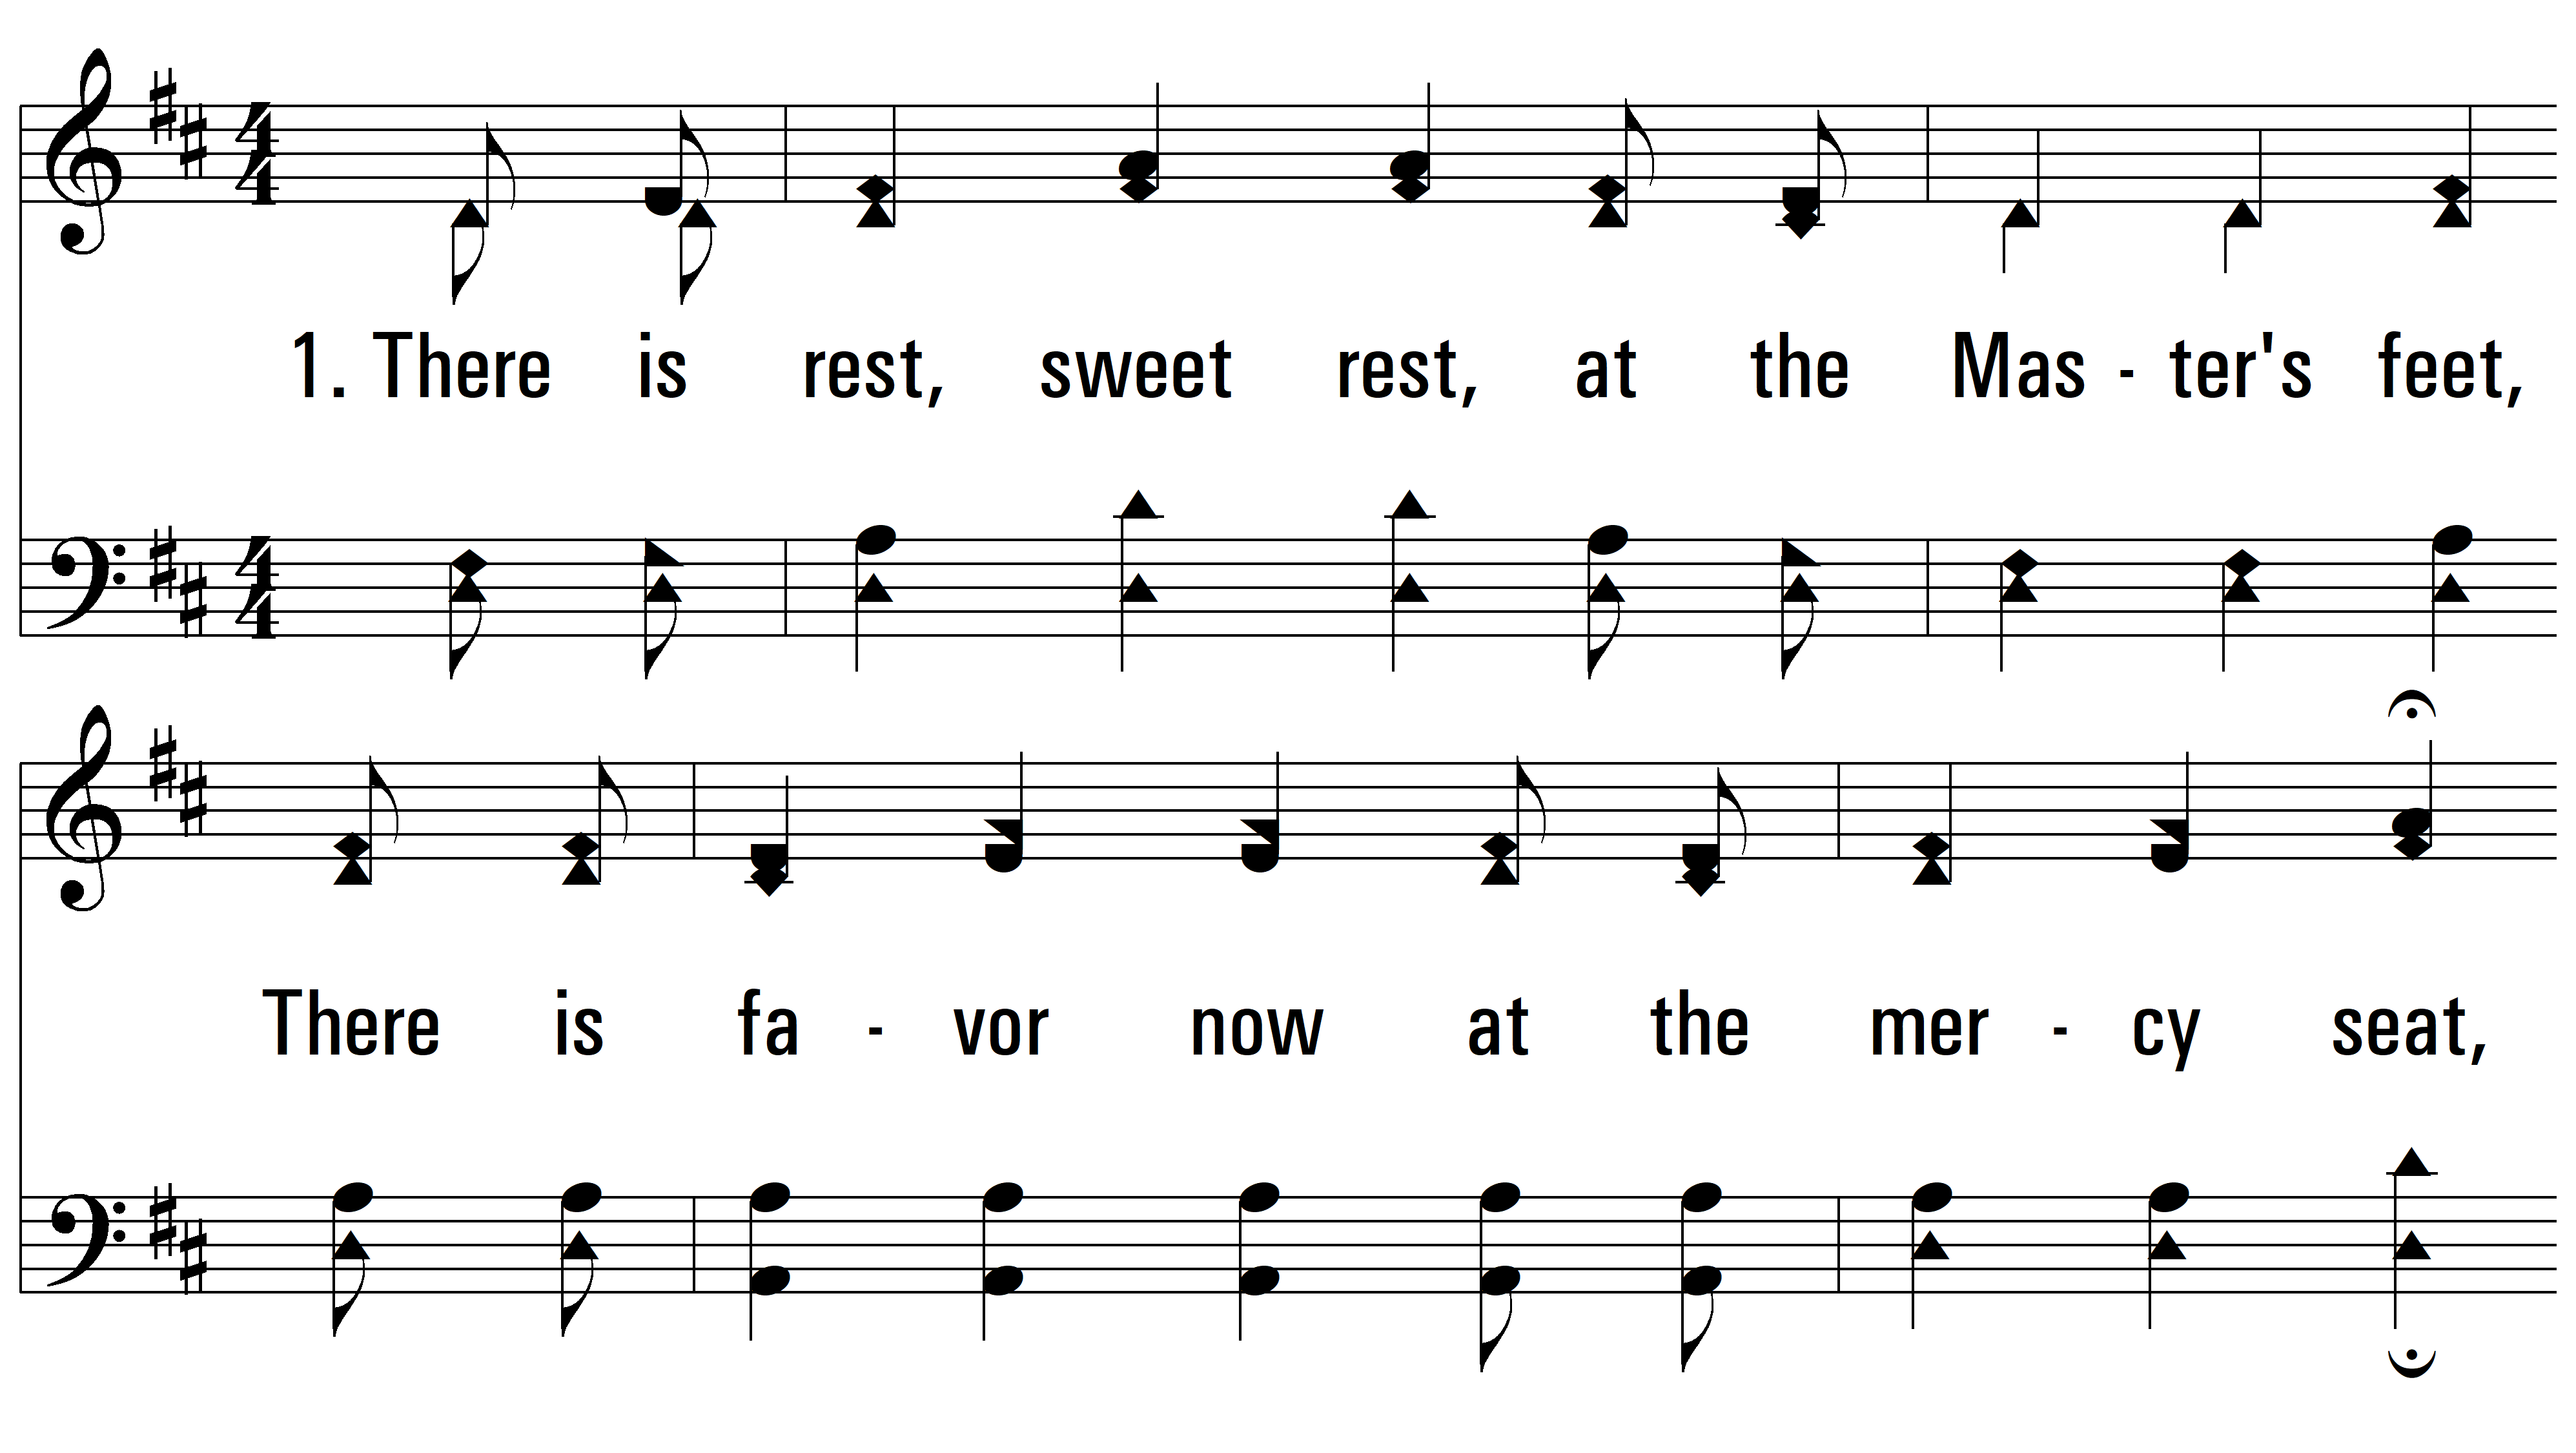 1. There is rest, sweet rest, at the Mas - ter's feet,
There is fa - vor now at the mer - cy seat,